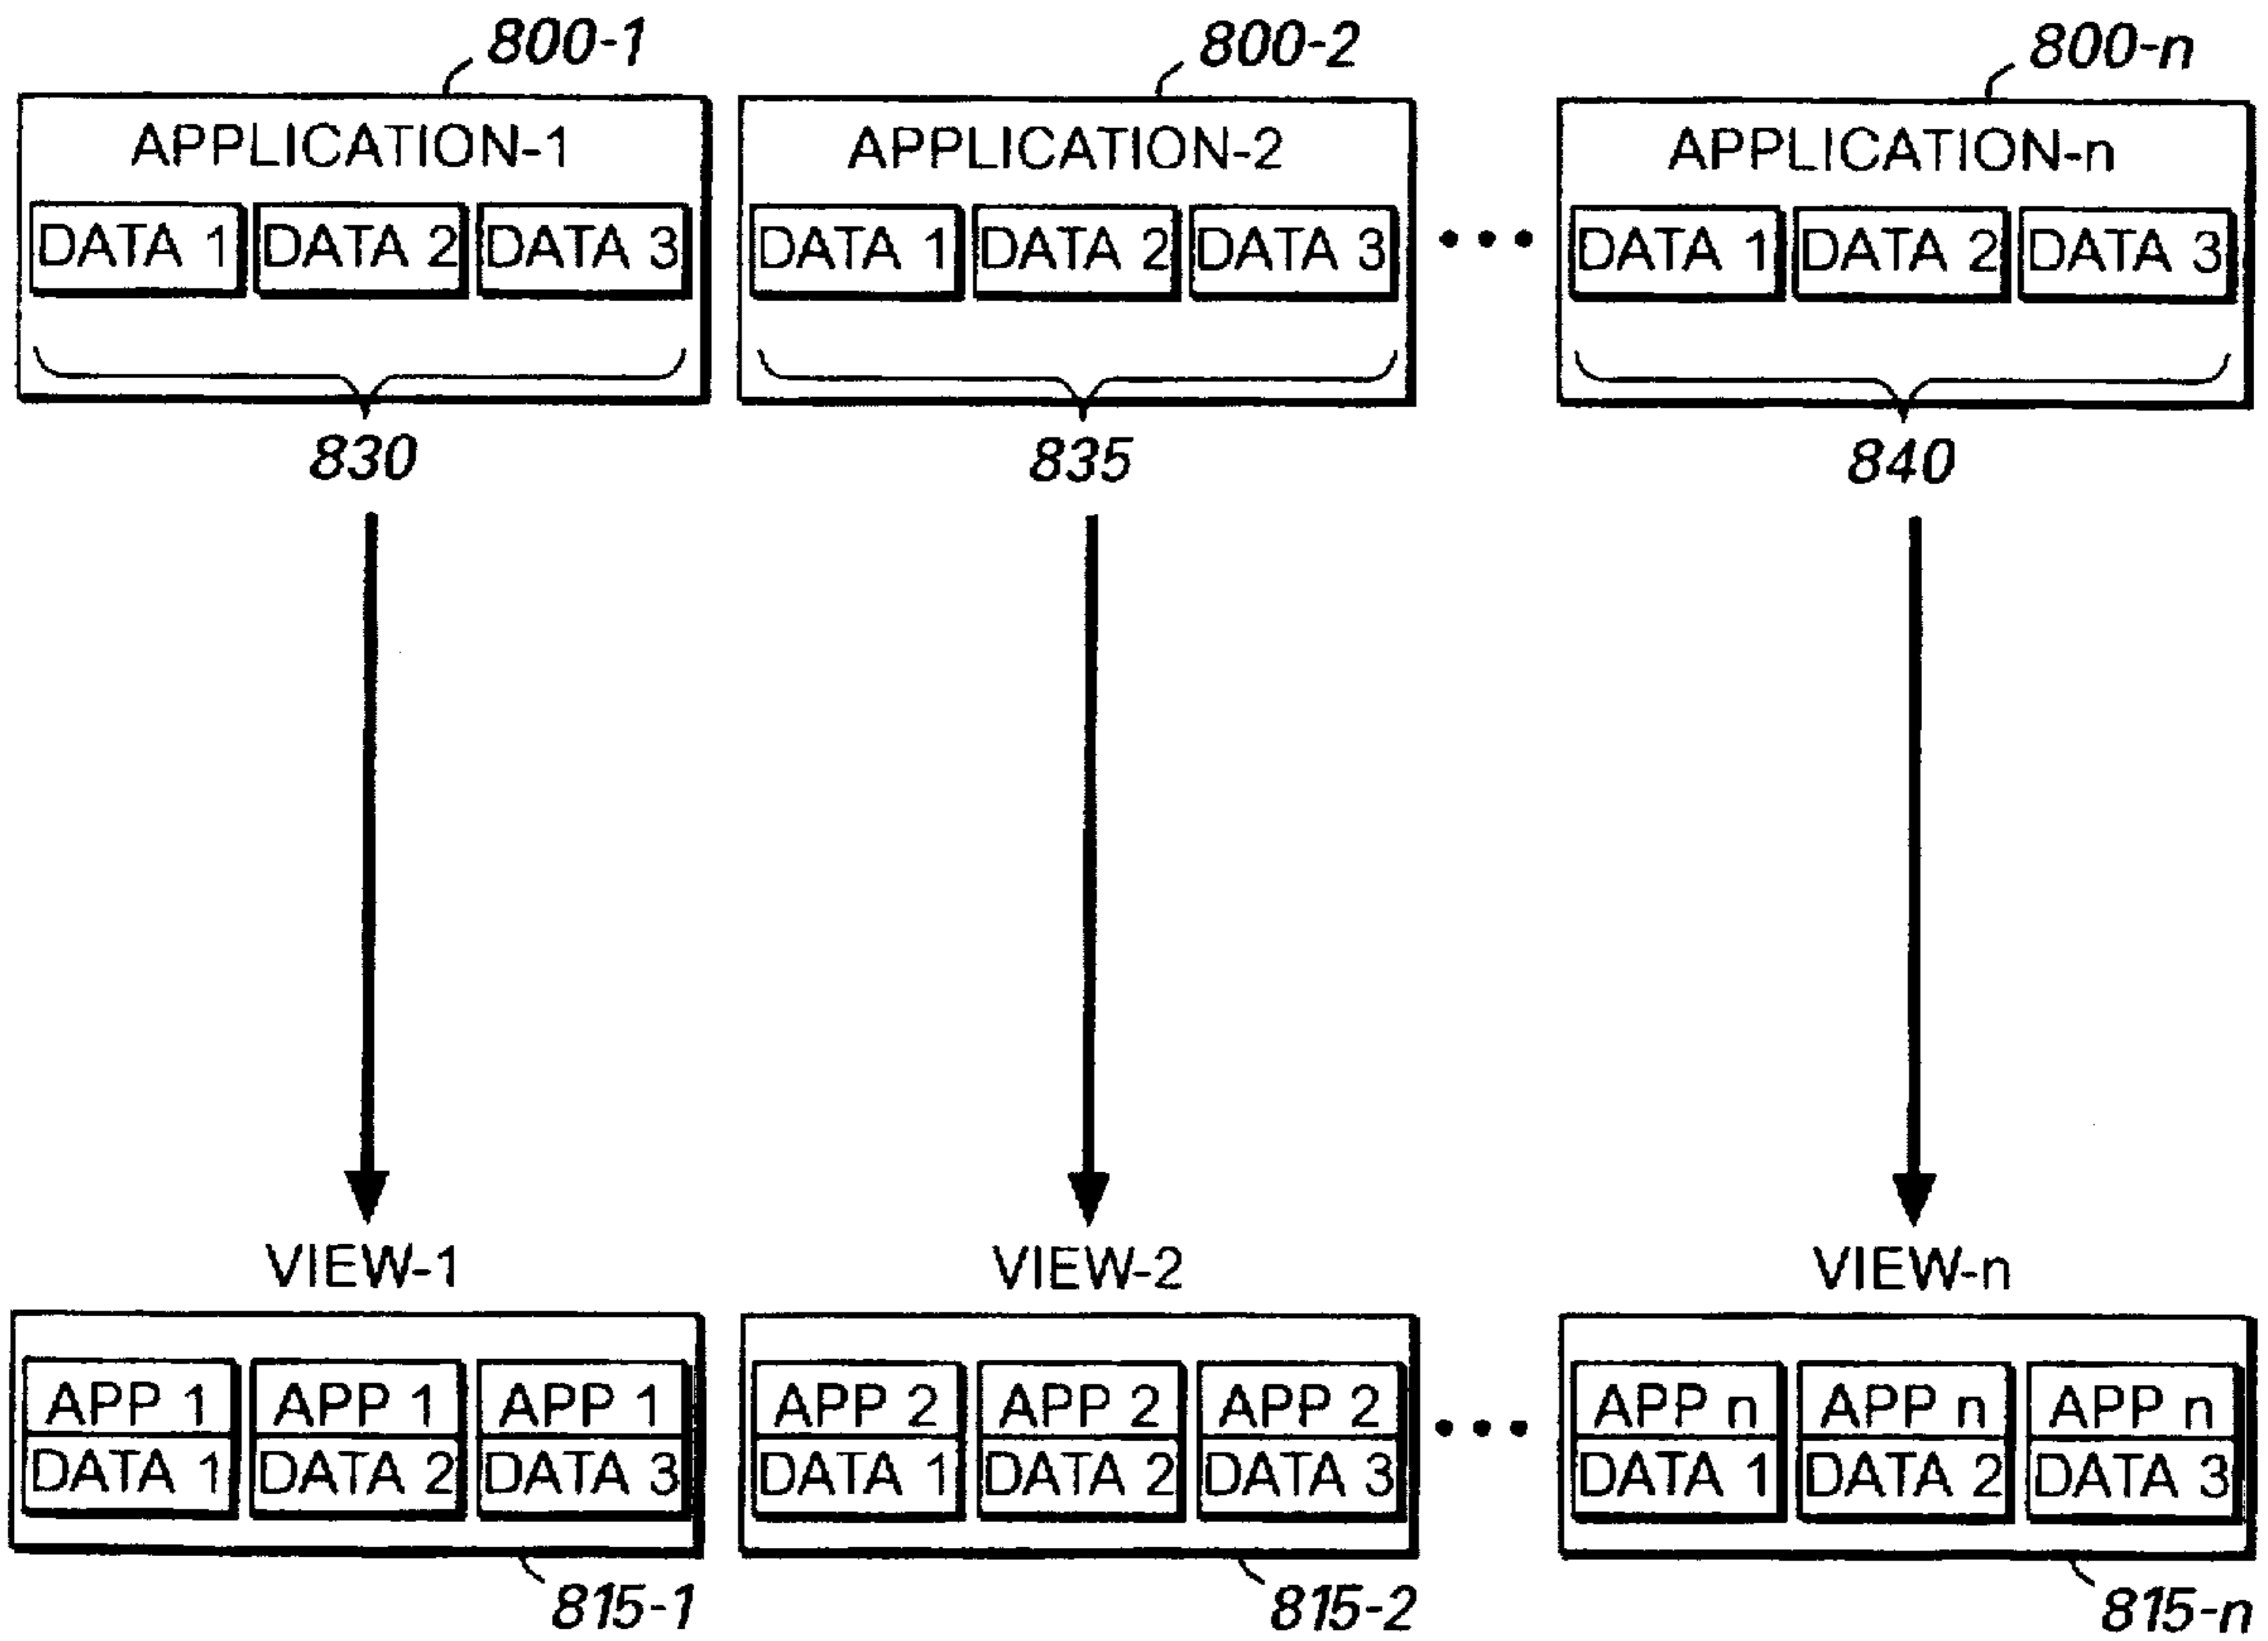 800-1 800-2 800-n
APPLICATION-1 APPLICATION-2 APPLICATION-n
DATA 1 DATA 2 DATA 3 DATA 1 DATA 2 DATA 3 ••• DATA 1 DATA 2 DATA 3
830 835 840
VIEW-1 VIEW-2 VIEW-n
APP 1 APP 1 APP 1 APP 2 APP 2 APP 2 ••• APP n APP n APP n
DATA 1 DATA 2 DATA 3 DATA 1 DATA 2 DATA 3 DATA 1 DATA 2 DATA 3
815-1 815-2 815-n